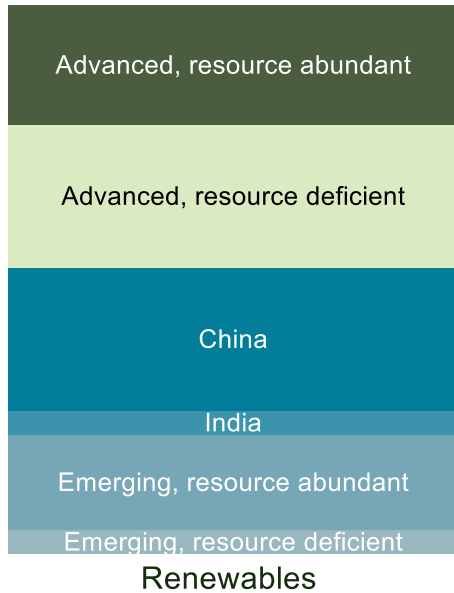 Advanced, resource abundant
Advanced, resource deficient
China
India
Emerging, resource abundant
Emerging, resource deficient
Renewables